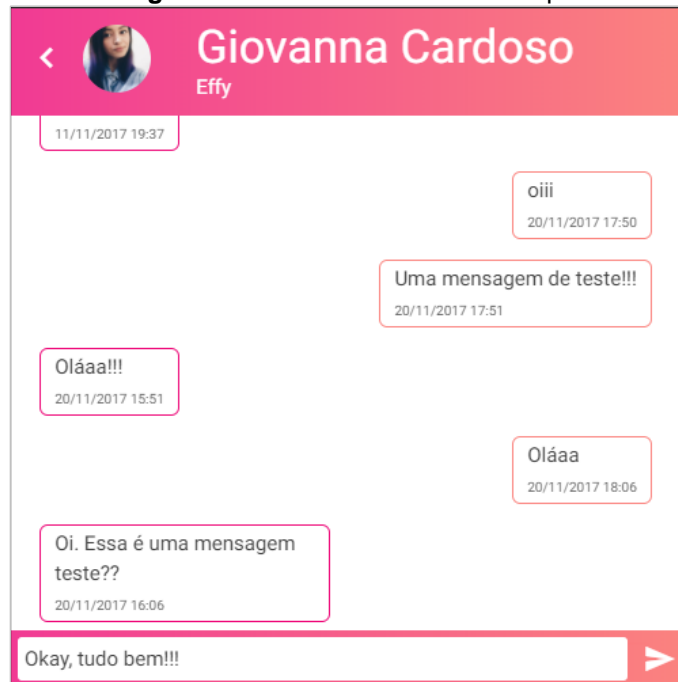 Giovanna Cardoso
Effy
11/11/2017 19:37
oiii
20/11/2017 17:50
Uma mensagem de teste!!!
20/11/2017 17:51
Oláaa!!!
20/11/2017 15:51
Oláaa
20/11/2017 18:06
Oi. Essa é uma mensagem
teste??
20/11/2017 16:06
Okay, tudo bem!!!